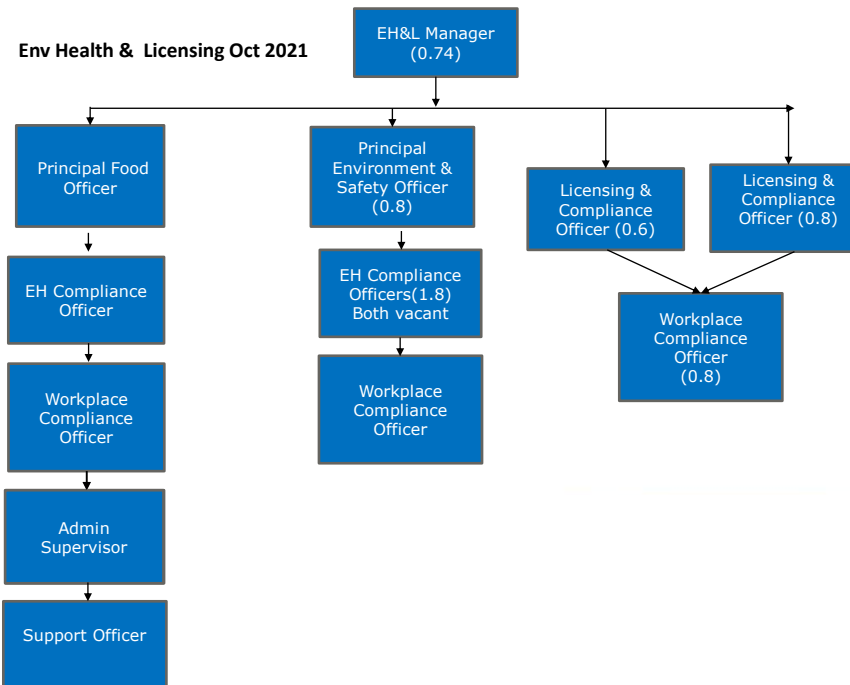 Env Health & Licensing Oct 2021
EH&L Manager
(0.74)
Principal Food
Officer
Principal
Environment &
Safety Officer
(0.8)
Licensing &
Compliance
Officer (0.6)
Licensing &
Compliance
Officer (0.8)
EH Compliance
Officer
EH Compliance
Officers(1.8)
Both vacant
Workplace
Compliance
Officer
(0.8)
Workplace
Compliance
Officer
Workplace
Compliance
Officer
Admin
Supervisor
Support Officer